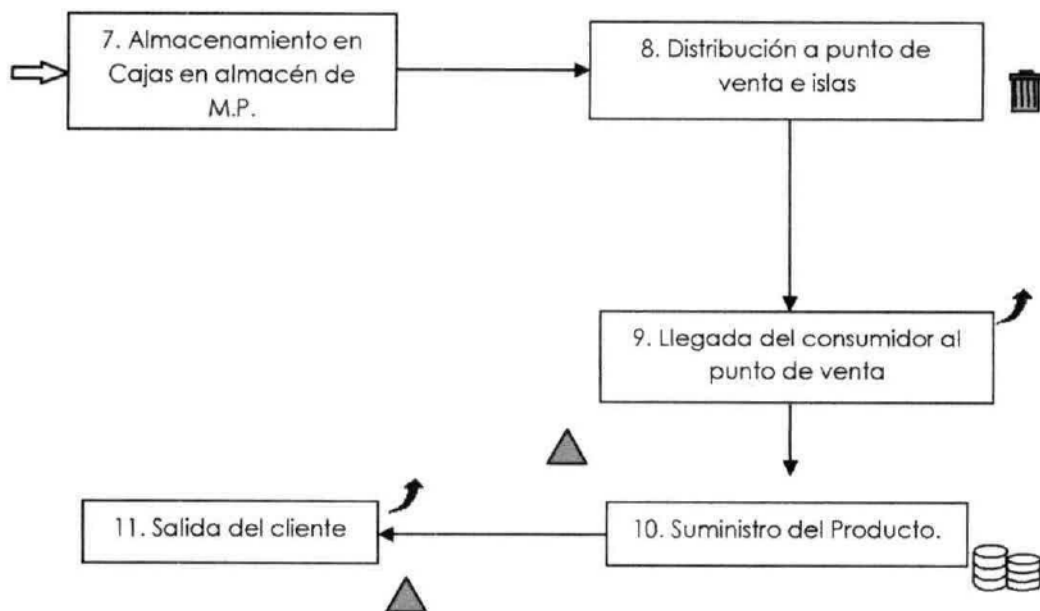 7. Almacenamiento en
Cajas en almacén de
M.P.
8. Distribución a punto de
venta e islas
9. Llegada del consumidor al
punto de venta
10. Suministro del Producto.
11. Salida del cliente